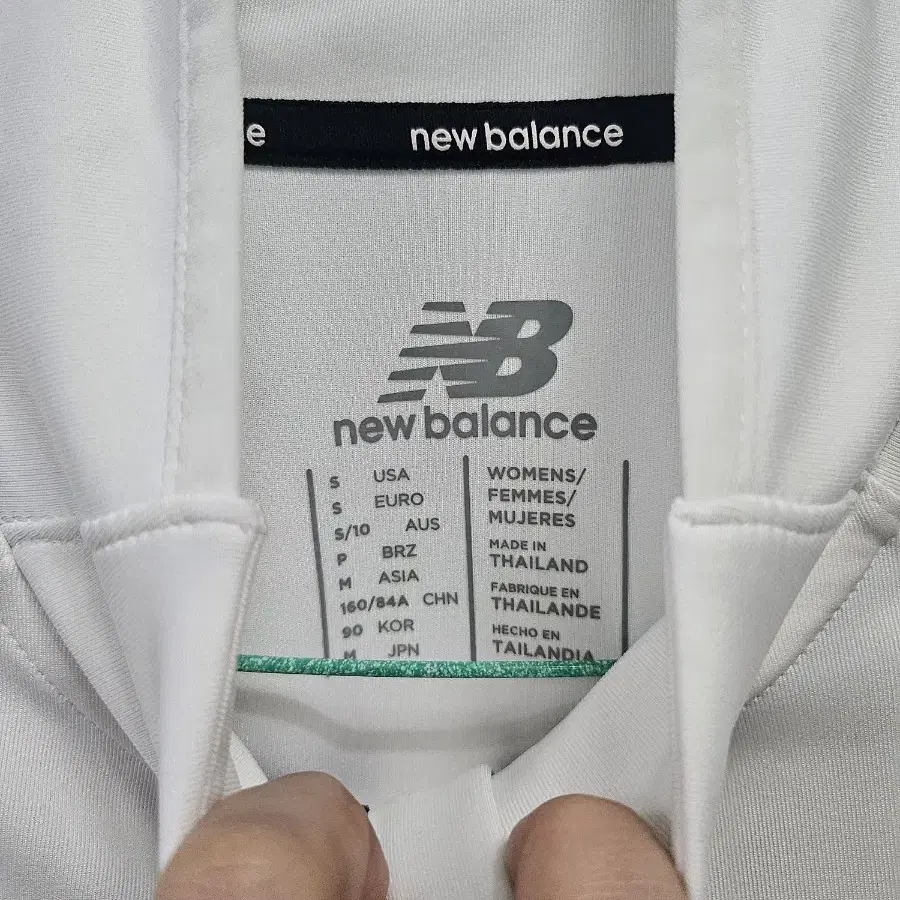 e new balance
NB
new balance
S USA
S EURO
S/10 AUS
P BRZ
M ASIA
160/84A CHN
90 KOR
M JPN
WOMENS/
FEMMES/
MUJERES
MADE IN
THAILAND
FABRIQUE EN
THAILANDE
HECHO EN
TAILANDIA